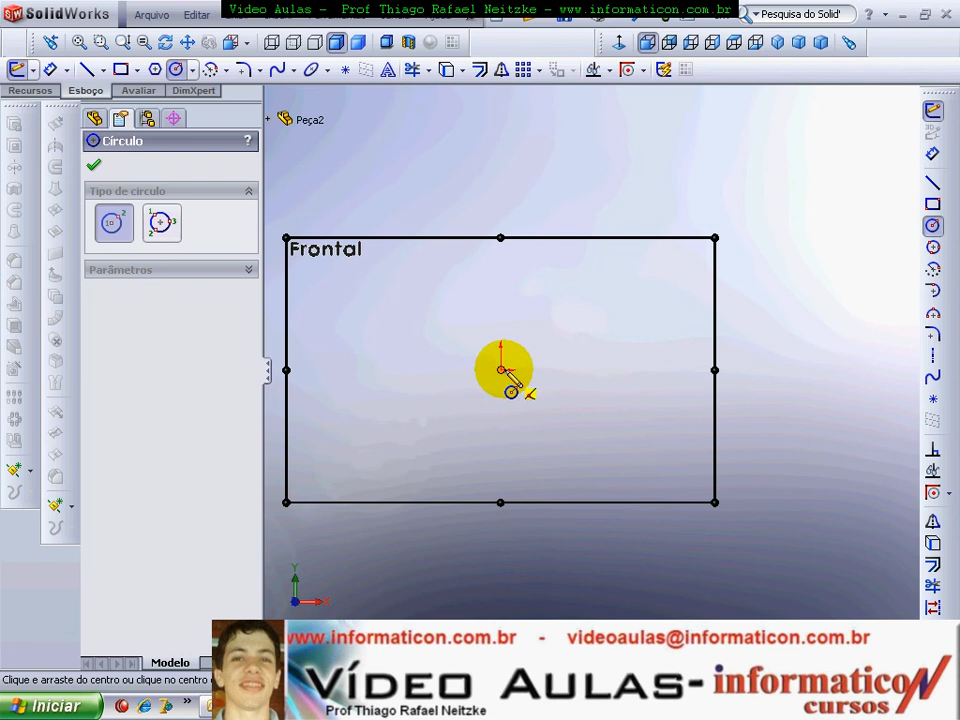 Video Aulas - Prof Thiago Rafael Neitzke - www.informaticon.com.br
SolidWorks
Arquivo
Editar
Pesquisa do Solid'
Recursos
Esboço
Avaliar
DimXpert
Peça2
Círculo
?
Tipo de círculo
Parâmetros
Frontal
Y
X
Modelo
www.informaticon.com.br - videoaulas@informaticon.com.br
Clique e arraste do centro ou clique no centro
Vídeo Aulas- informaticon
cursos
Prof Thiago Rafael Neitzke
Iniciar